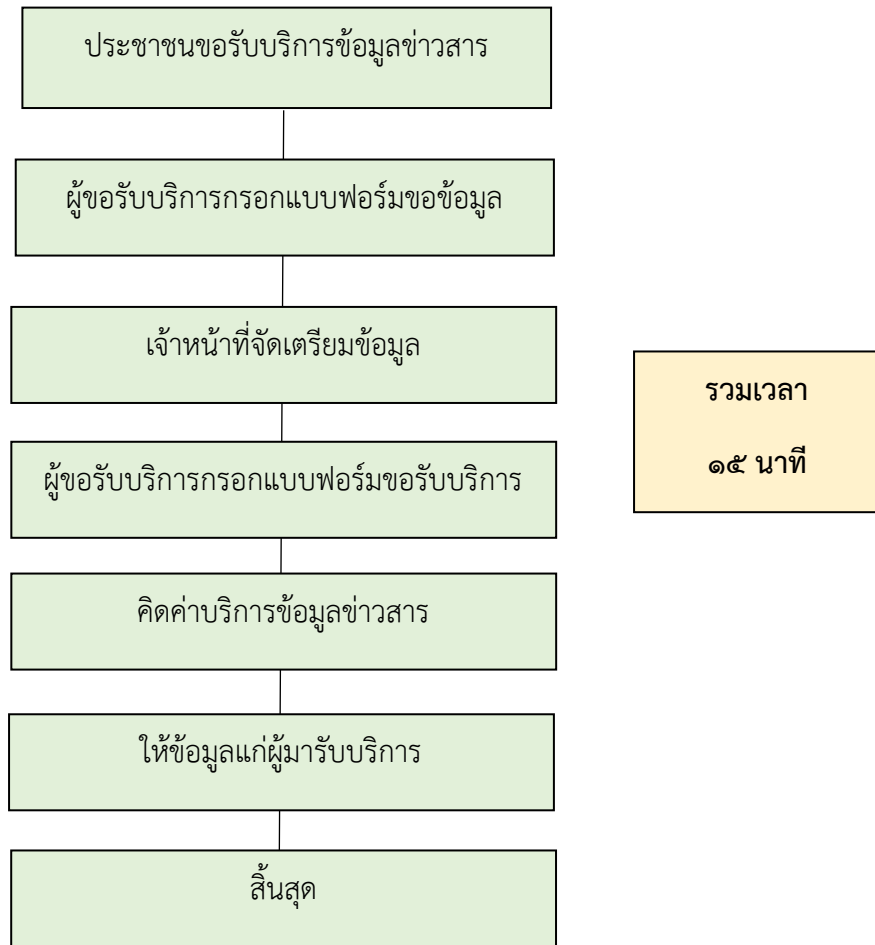 ประชาชนขอรับบริการข้อมูลข่าวสาร
ผู้ขอรับบริการกรอกแบบฟอร์มขอข้อมูล
เจ้าหน้าที่จัดเตรียมข้อมูล
ผู้ขอรับบริการกรอกแบบฟอร์มขอรับบริการ
คิดค่าบริการข้อมูลข่าวสาร
ให้ข้อมูลแก่ผู้มารับบริการ
สิ้นสุด
รวมเวลา
๑๕ นาที